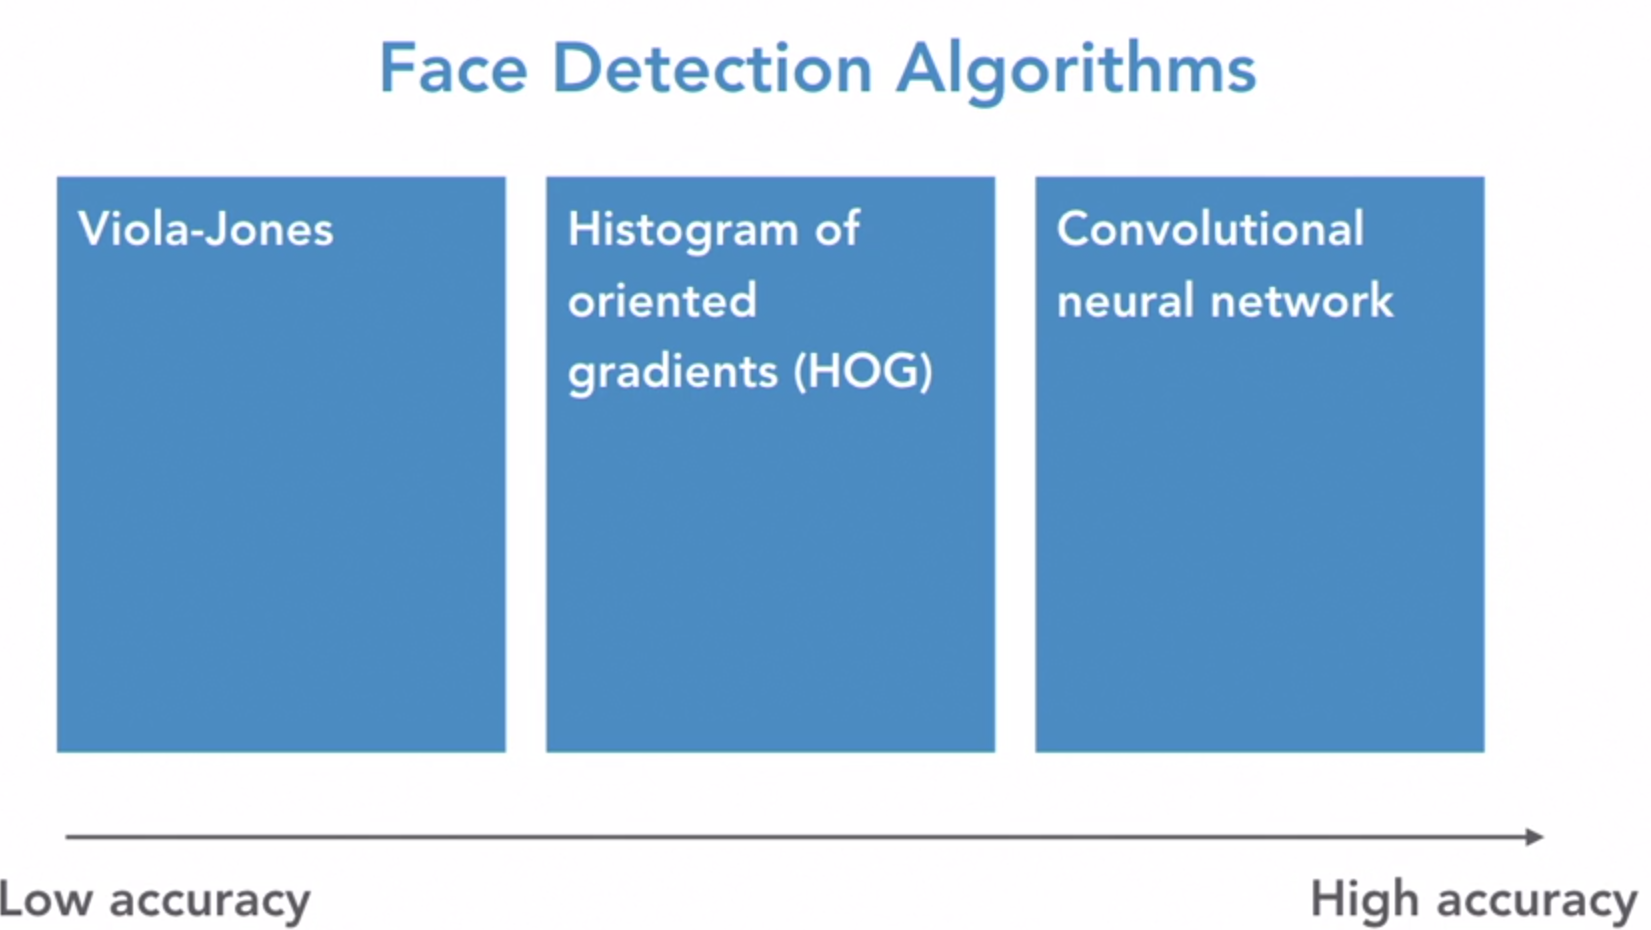 Face Detection Algorithms
Viola-Jones
Histogram of
oriented
gradients (HOG)
Convolutional
neural network
Low accuracy
High accuracy